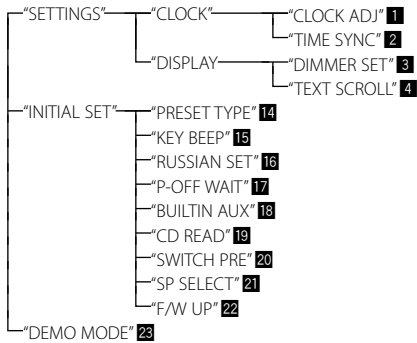 "SETTINGS" "CLOCK" "CLOCK ADJ" 1
"TIME SYNC" 2
"DISPLAY "DIMMER SET" 3
"TEXT SCROLL" 4
"INITIAL SET" "PRESET TYPE" 14
"KEY BEEP" 15
"RUSSIAN SET" 16
"P-OFF WAIT" 17
"BUILTIN AUX" 18
"CD READ" 19
"SWITCH PRE" 20
"SP SELECT" 21
"F/W UP" 22
"DEMO MODE" 23